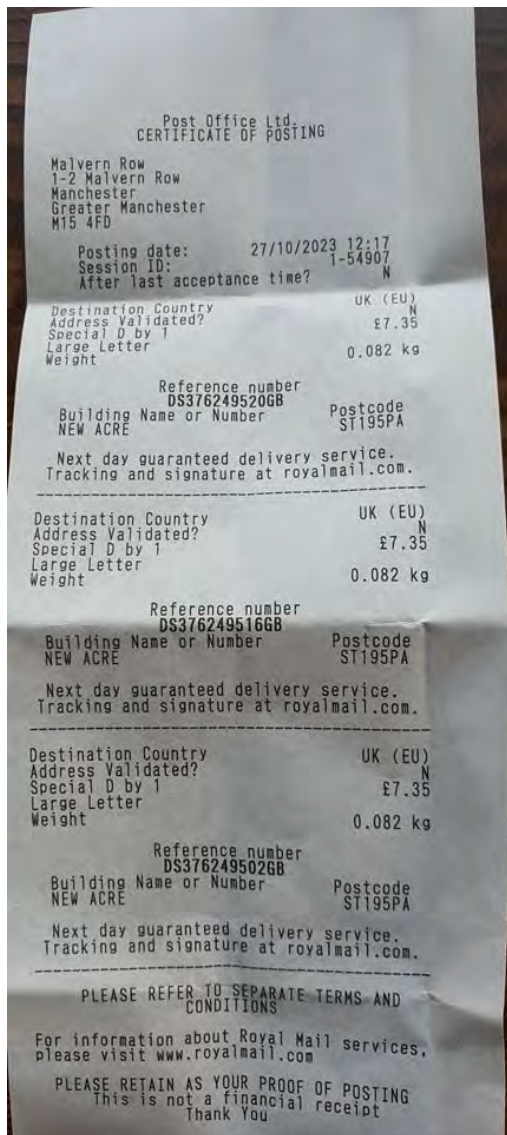 Post Office Ltd.
CERTIFICATE OF POSTING
Malvern Row
1-2 Malvern Row
Manchester
Greater Manchester
M15 4FD
Posting date: 27/10/2023 12:17
Session ID: 1-54907
After last acceptance time? N
Destination Country UK (EU)
Address Validated? N
Special D by 1 £7.35
Large Letter
Weight 0.082 kg
Reference number
DS376249520GB
Building Name or Number Postcode
NEW ACRE ST195PA
Next day guaranteed delivery service.
Tracking and signature at royalmail.com.
Destination Country UK (EU)
Address Validated? N
Special D by 1 £7.35
Large Letter
Weight 0.082 kg
Reference number
DS376249516GB
Building Name or Number Postcode
NEW ACRE ST195PA
Next day guaranteed delivery service.
Tracking and signature at royalmail.com.
Destination Country UK (EU)
Address Validated? N
Special D by 1 £7.35
Large Letter
Weight 0.082 kg
Reference number
DS376249502GB
Building Name or Number Postcode
NEW ACRE ST195PA
Next day guaranteed delivery service.
Tracking and signature at royalmail.com.
PLEASE REFER TO SEPARATE TERMS AND
CONDITIONS
For information about Royal Mail services,
please visit www.royalmail.com
PLEASE RETAIN AS YOUR PROOF OF POSTING
This is not a financial receipt
Thank You